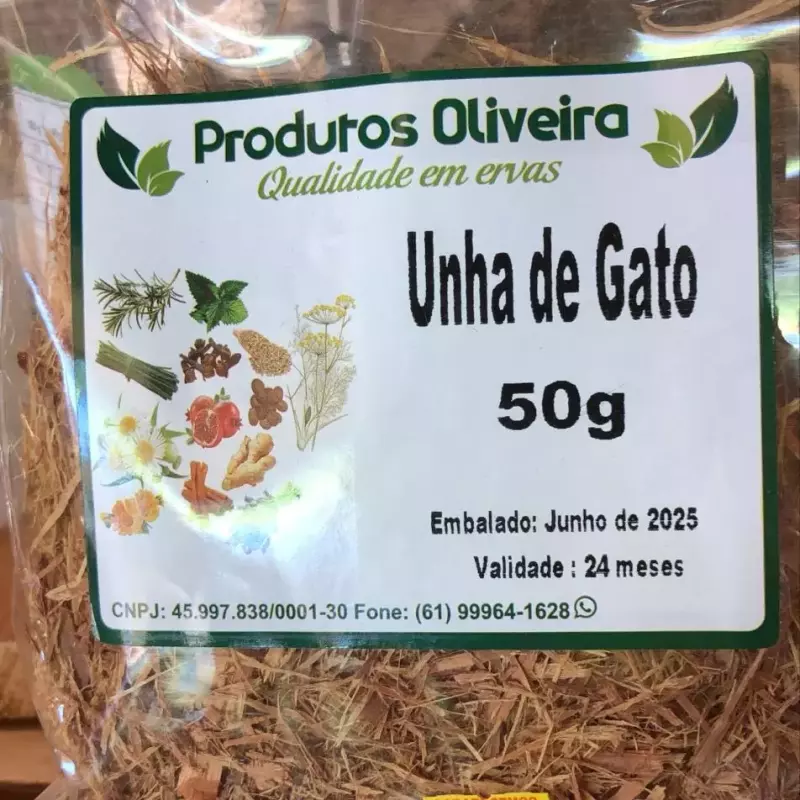 Produtos Oliveira
Qualidade em ervas
Unha de Gato
50g
Embalado: Junho de 2025
Validade : 24 meses
CNPJ: 45.997.838/0001-30 Fone: (61) 99964-1628